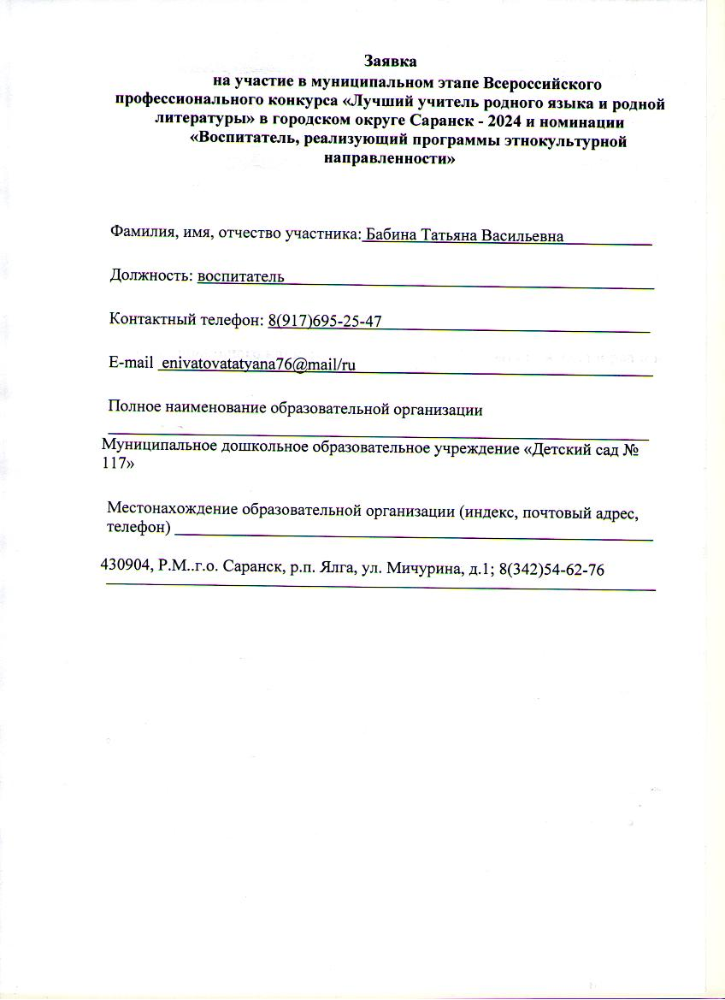 Заявка
на участие в муниципальном этапе Всероссийского
профессионального конкурса «Лучший учитель родного языка и родной
литературы» в городском округе Саранск - 2024 и номинации
«Воспитатель, реализующий программы этнокультурной
направленности»
Фамилия, имя, отчество участника: Бабина Татьяна Васильевна
Должность: воспитатель
Контактный телефон: 8(917)695-25-47
E-mail enivatovatatyana76@mail/ru
Полное наименование образовательной организации
Муниципальное дошкольное образовательное учреждение «Детский сад №
117»
Местонахождение образовательной организации (индекс, почтовый адрес,
телефон)
430904, Р.М..г.о. Саранск, р.п. Ялга, ул. Мичурина, д.1; 8(342)54-62-76